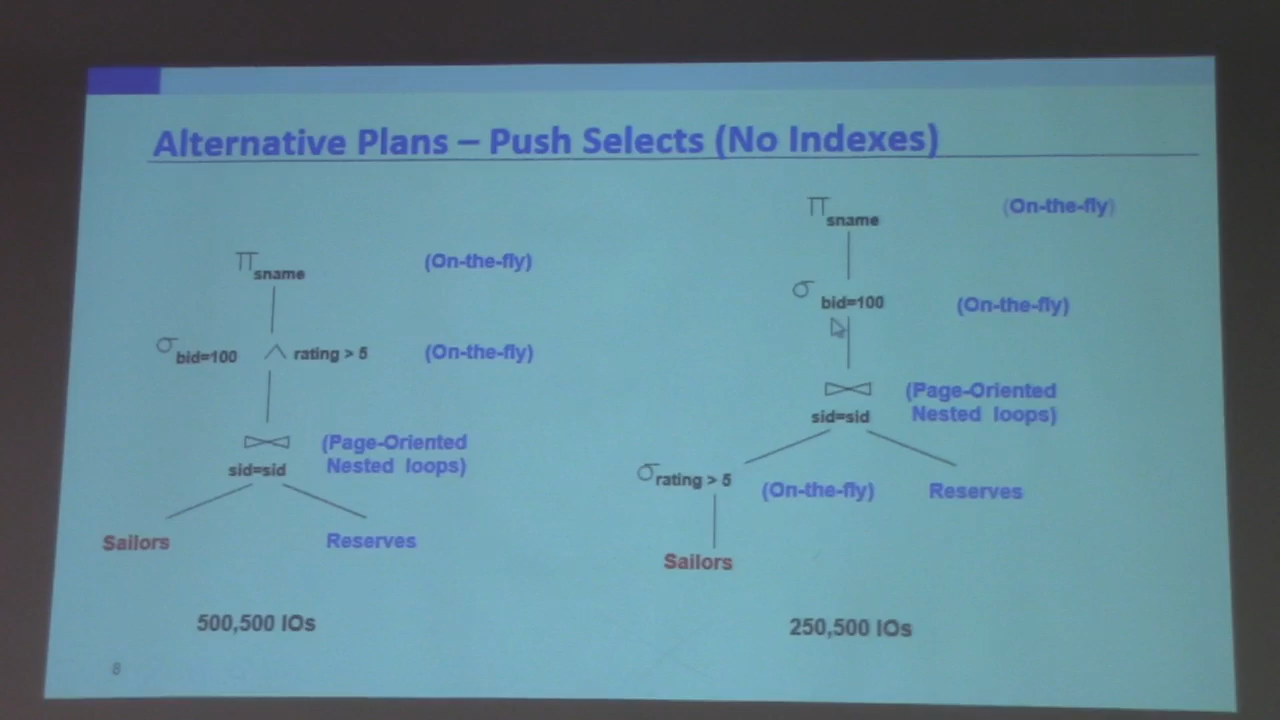 Alternative Plans – Push Selects (No Indexes)
π sname (On-the-fly)
σ bid=100 ∧ rating > 5 (On-the-fly)
⋈ sid=sid (Page-Oriented
Nested loops)
Sailors Reserves
500,500 IOs
π sname (On-the-fly)
σ bid=100 (On-the-fly)
⋈ sid=sid (Page-Oriented
Nested loops)
σ rating > 5 (On-the-fly) Reserves
Sailors
250,500 IOs
8